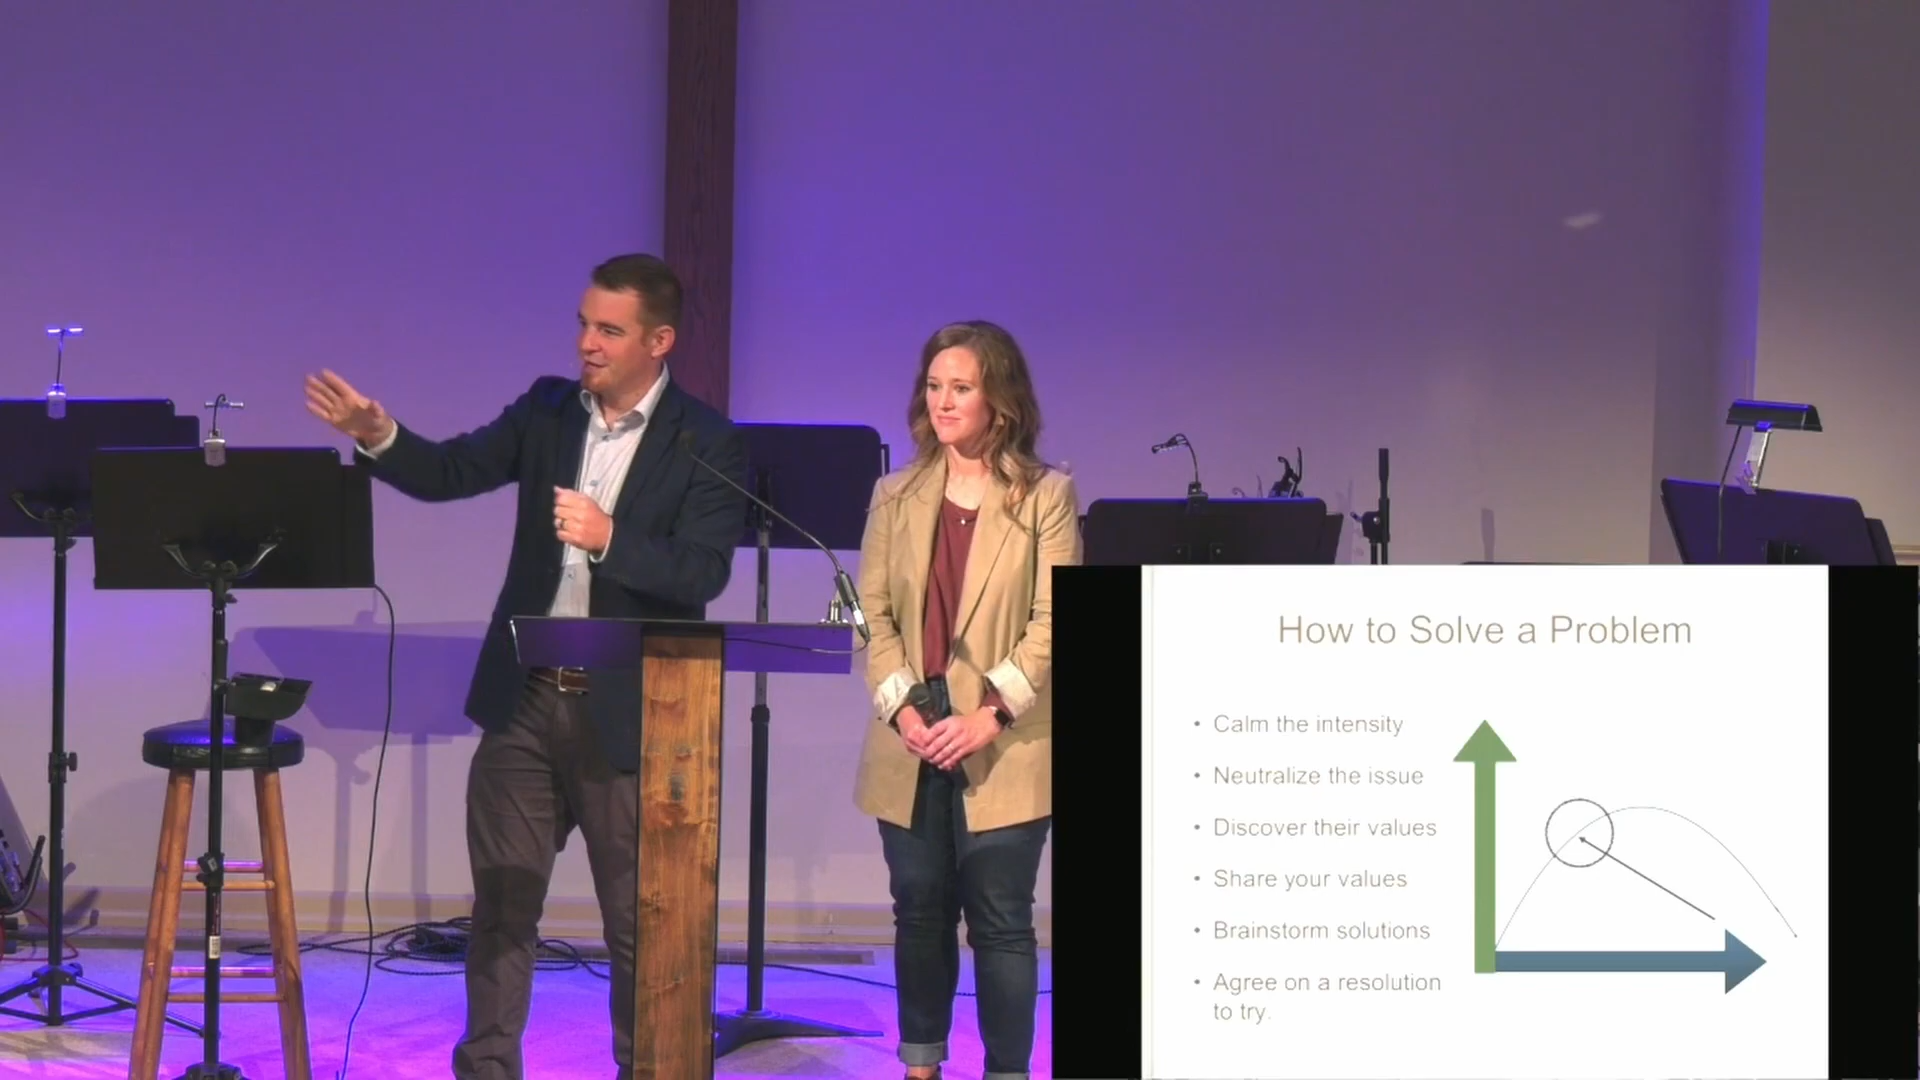 How to Solve a Problem
• Calm the intensity
• Neutralize the issue
• Discover their values
• Share your values
• Brainstorm solutions
• Agree on a resolution
to try.